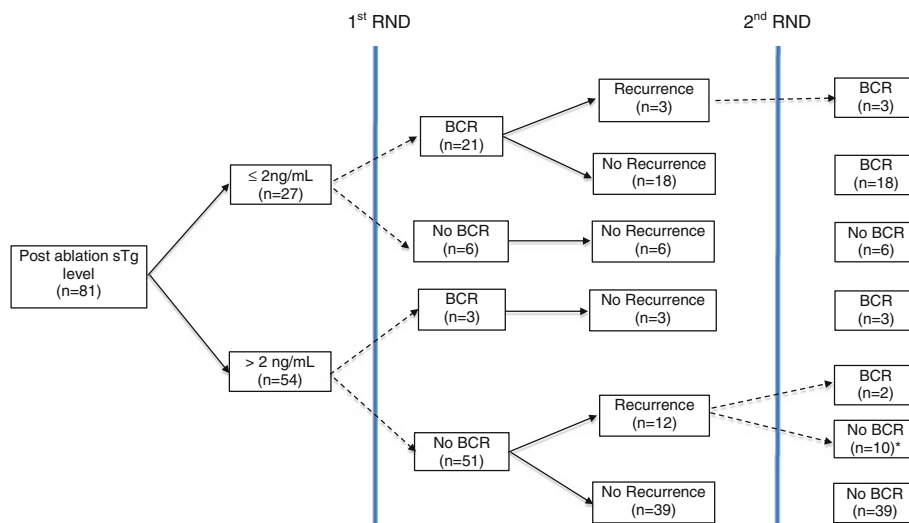 1st RND
2nd RND
Post ablation sTg
level
(n=81)
≤ 2ng/mL
(n=27)
> 2 ng/mL
(n=54)
BCR
(n=21)
No BCR
(n=6)
BCR
(n=3)
No BCR
(n=51)
Recurrence
(n=3)
No Recurrence
(n=18)
No Recurrence
(n=6)
No Recurrence
(n=3)
Recurrence
(n=12)
No Recurrence
(n=39)
BCR
(n=3)
BCR
(n=18)
No BCR
(n=6)
BCR
(n=3)
BCR
(n=2)
No BCR
(n=10)*
No BCR
(n=39)